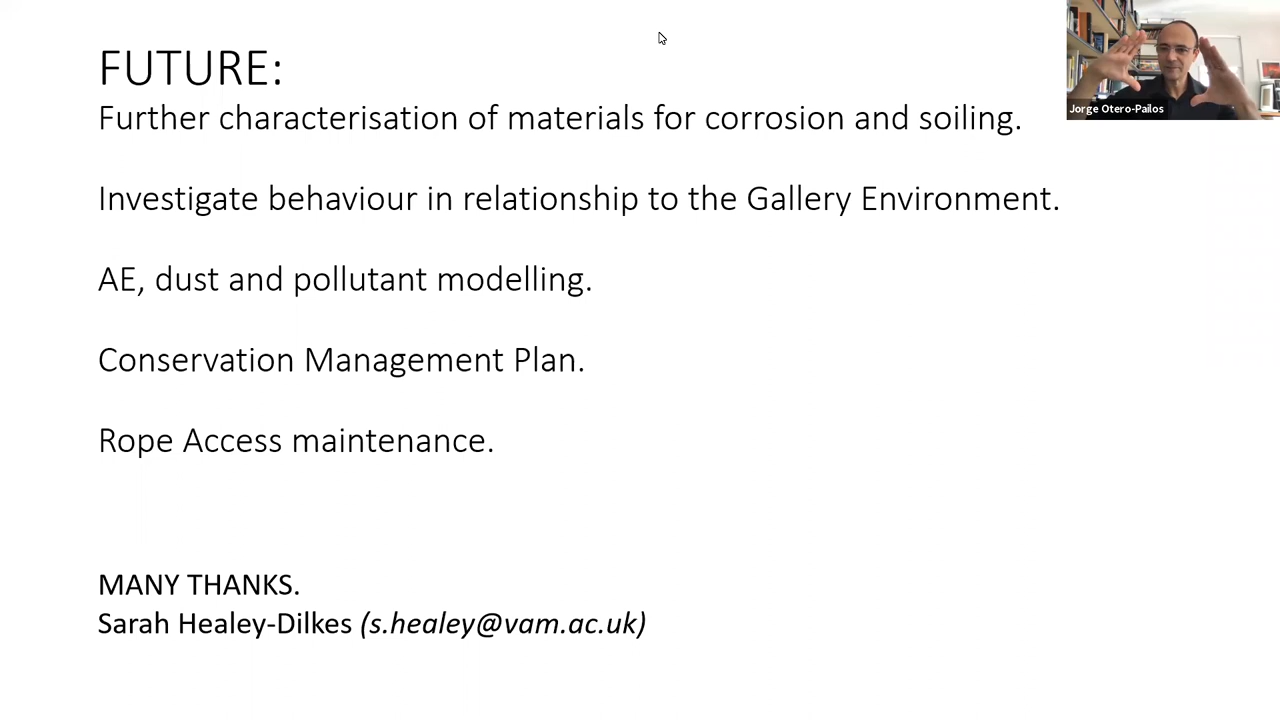 FUTURE:
Further characterisation of materials for corrosion and soiling.
Investigate behaviour in relationship to the Gallery Environment.
AE, dust and pollutant modelling.
Conservation Management Plan.
Rope Access maintenance.
MANY THANKS.
Sarah Healey-Dilkes (s.healey@vam.ac.uk)
Jorge Otero-Pailos